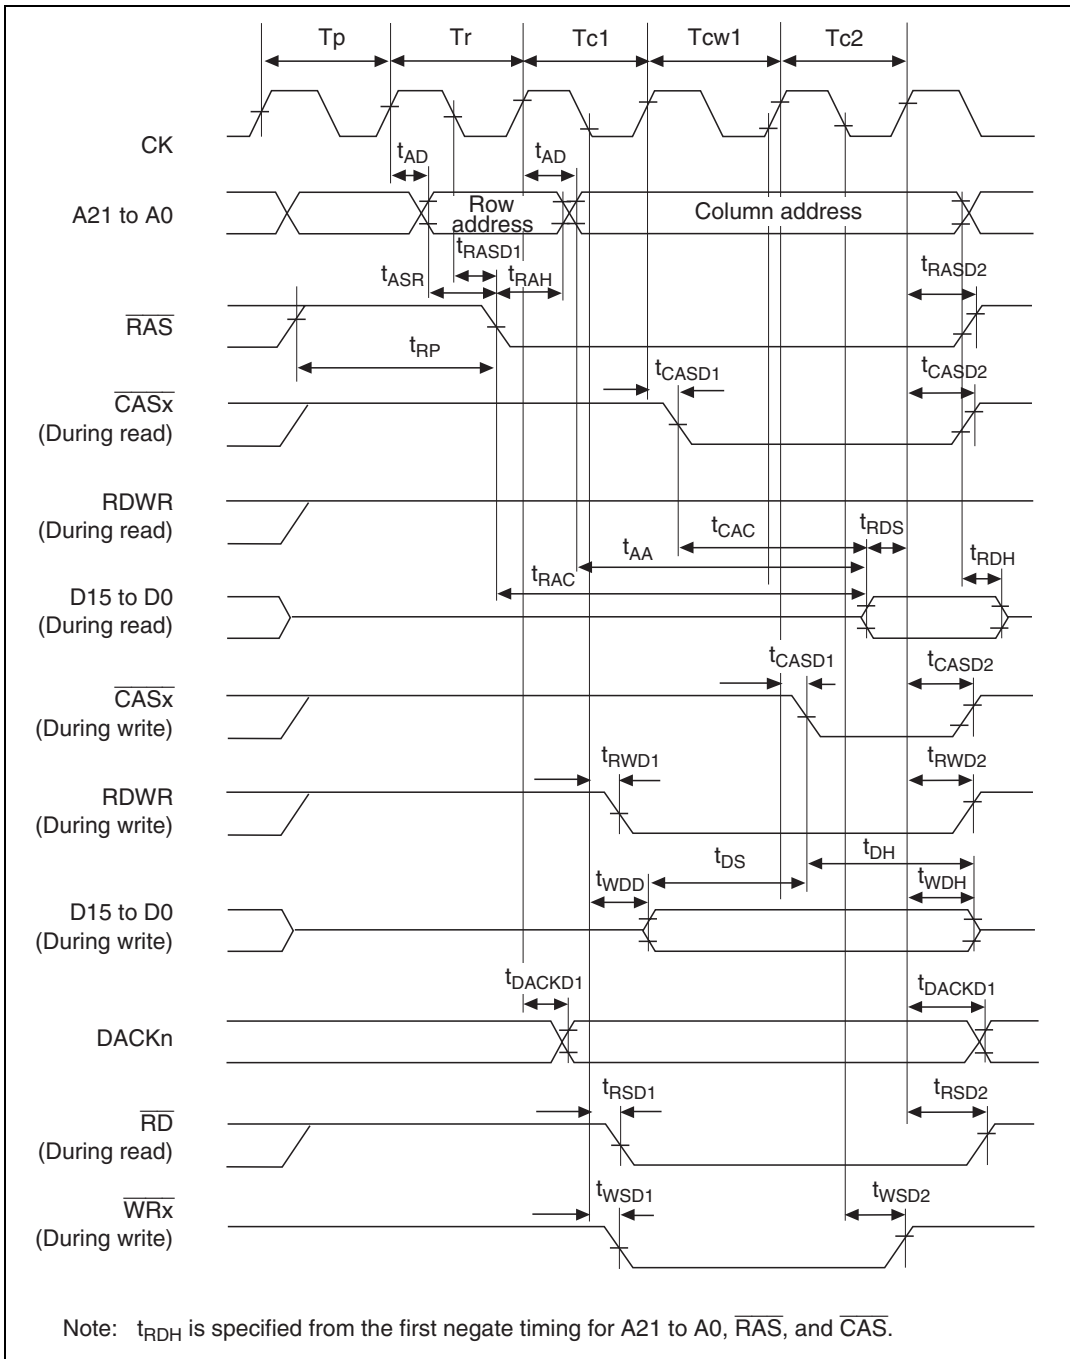 Tp Tr Tc1 Tcw1 Tc2
CK
tAD tAD
A21 to A0 Row address Column address
tRASD1
tASR tRAH tRASD2
RAS
tRP
tCASD1 tCASD2
CASx
(During read)
RDWR
(During read)
tCAC tRDS
tAA tRDH
tRAC
D15 to D0
(During read)
tCASD1 tCASD2
CASx
(During write)
tRWD1 tRWD2
RDWR
(During write)
tDS tDH
tWDD tWDH
D15 to D0
(During write)
tDACKD1 tDACKD1
DACKn
tRSD1 tRSD2
RD
(During read)
tWSD1 tWSD2
WRx
(During write)
Note: tRDH is specified from the first negate timing for A21 to A0, RAS, and CAS.